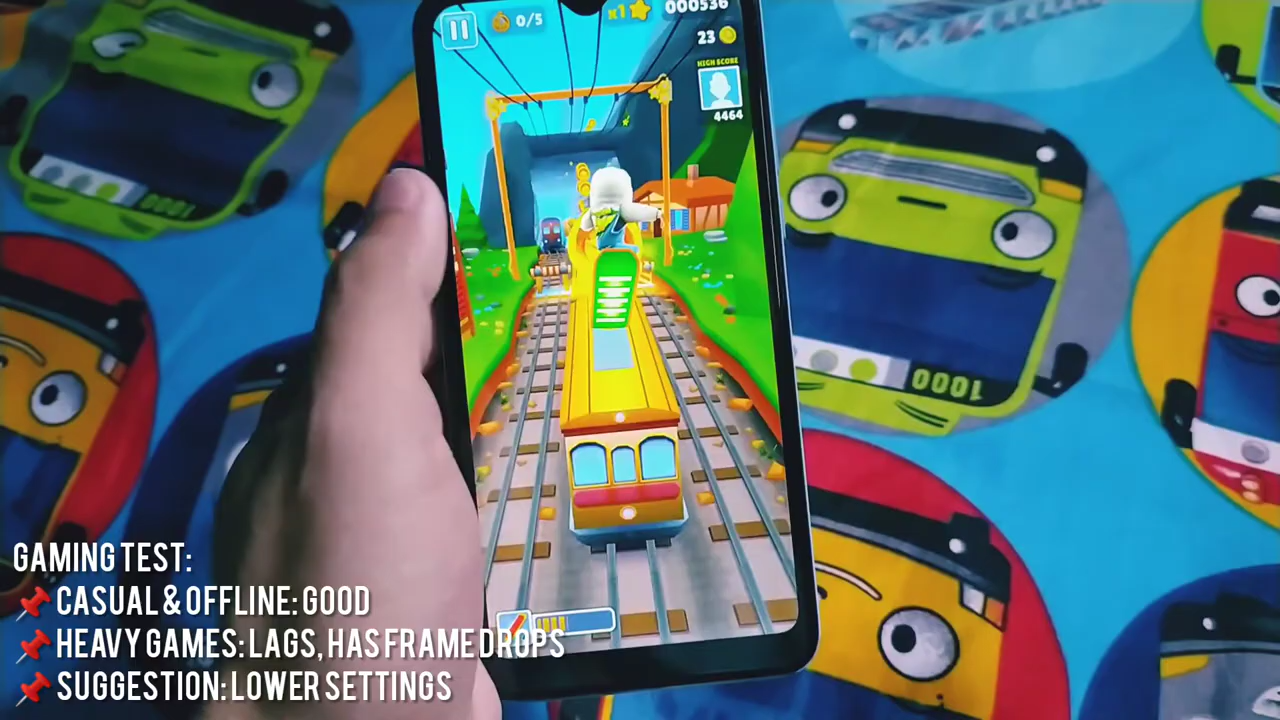 0/5
x1
000536
23
HIGH SCORE
4464
1000
1000
GAMING TEST:
CASUAL & OFFLINE: GOOD
HEAVY GAMES: LAGS, HAS FRAME DROPS
SUGGESTION: LOWER SETTINGS